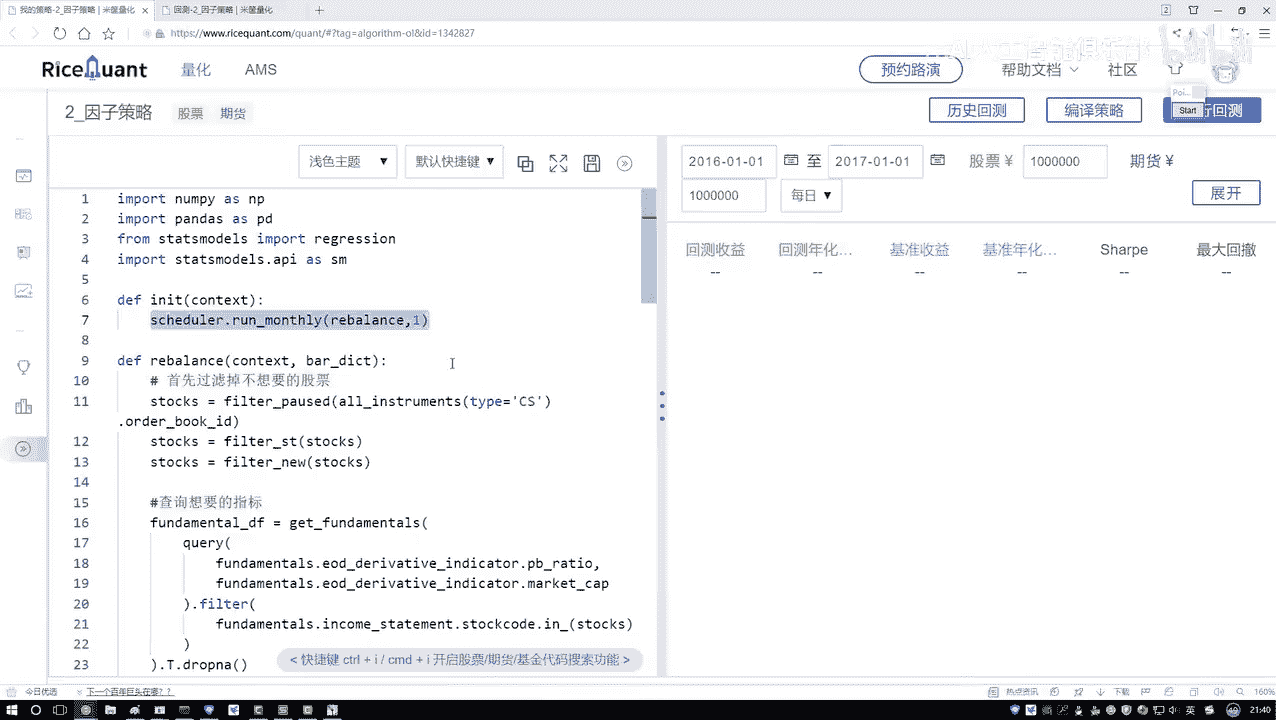 我的策略-2_因子策略 | 米筐量化
回测-2_因子策略 | 米筐量化
2
https://www.ricequant.com/quant/#?tag=algorithm-ol&id=1342827
RiceQuant
量化
AMS
预约路演
帮助文档
社区
2_因子策略
股票
期货
历史回测
编译策略
行回测
Poi...
Start
浅色主题 ▼
默认快捷键 ▼
2016-01-01
至
2017-01-01
股票 ¥
1000000
期货 ¥
1000000
每日 ▼
展开
回测收益
回测年化...
基准收益
基准年化...
Sharpe
最大回撤
--
--
--
--
--
--
1 import numpy as np
2 import pandas as pd
3 from statsmodels import regression
4 import statsmodels.api as sm
5
6 def init(context):
7 scheduler.run_monthly(rebalance,1)
8
9 def rebalance(context, bar_dict):
10 # 首先过滤掉不想要的股票
11 stocks = filter_paused(all_instruments(type='CS')
.order_book_id)
12 stocks = filter_st(stocks)
13 stocks = filter_new(stocks)
14
15 #查询想要的指标
16 fundamental_df = get_fundamentals(
17 query(
18 fundamentals.eod_derivative_indicator.pb_ratio,
19 fundamentals.eod_derivative_indicator.market_cap
20 ).filter(
21 fundamentals.income_statement.stockcode.in_(stocks)
22 )
23 ).T.dropna()
< 快捷键 ctrl + i / cmd + i 开启股票/期货/基金代码搜索功能 >
今日优选
下一个百年巨头在哪？？
热点资讯
下载
160%
英
21:40